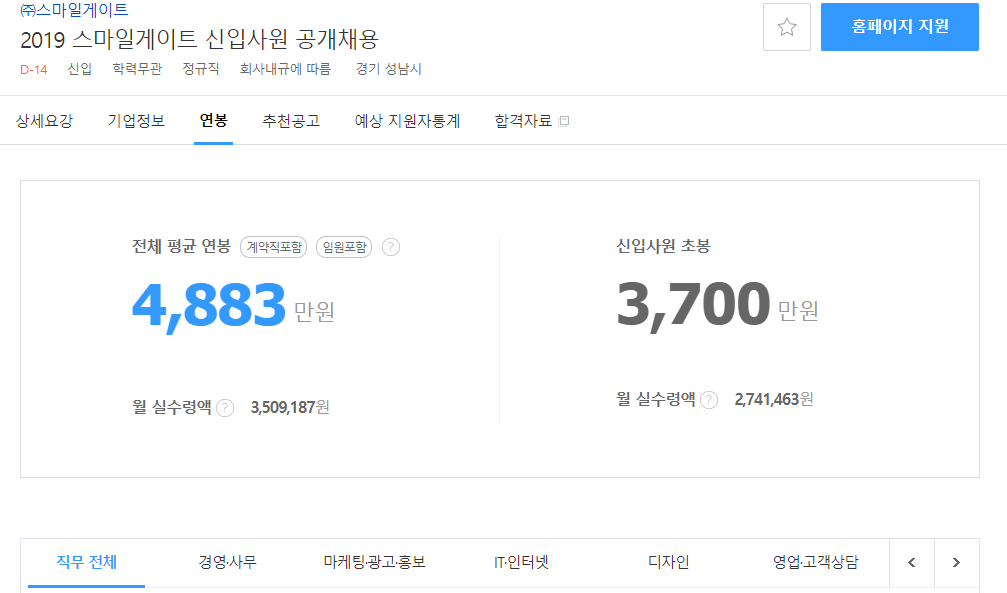 ㈜스마일게이트
2019 스마일게이트 신입사원 공개채용
홈페이지 지원
D-14 신입 학력무관 정규직 회사내규에 따름 경기 성남시
상세요강 기업정보 연봉 추천공고 예상 지원자통계 합격자료
전체 평균 연봉 계약직포함 임원포함 ?
4,883 만원
월 실수령액 ? 3,509,187원
신입사원 초봉
3,700 만원
월 실수령액 ? 2,741,463원
직무 전체 경영·사무 마케팅·광고·홍보 IT·인터넷 디자인 영업·고객상담 < >